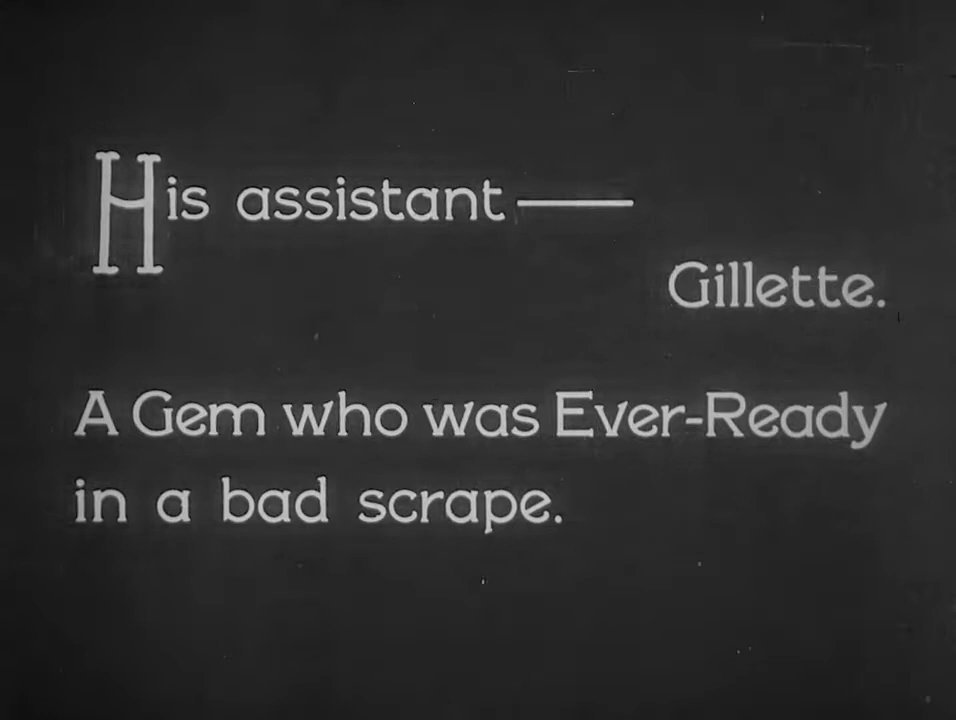 His assistant —
Gillette.
A Gem who was Ever-Ready
in a bad scrape.